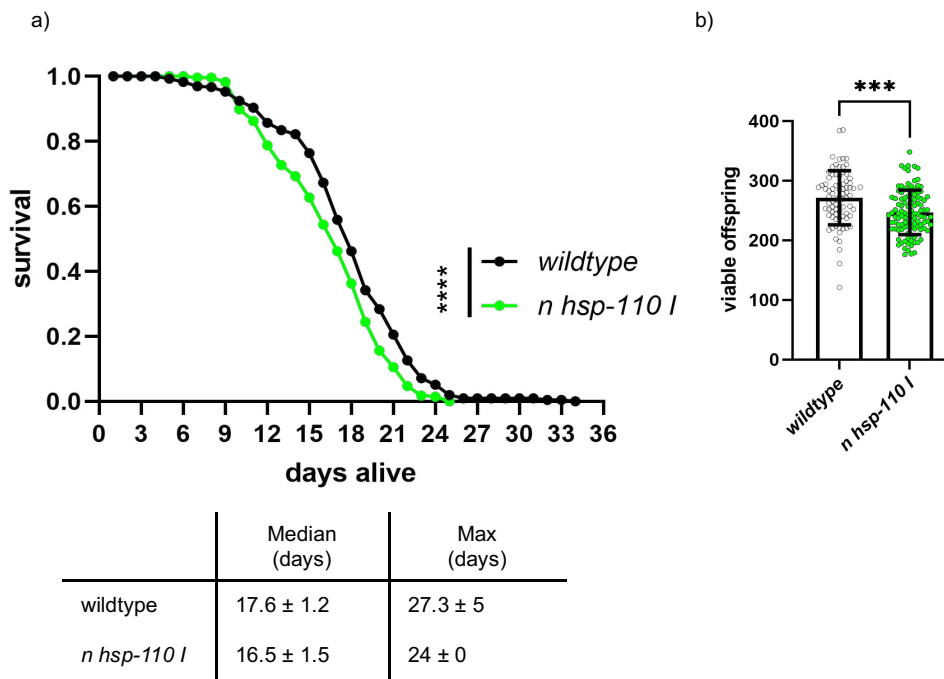 a)
1.0
0.8
0.6
0.4
0.2
0.0
survival
0 3 6 9 12 15 18 21 24 27 30 33 36
days alive
****
wildtype
n hsp-110 I
b)
***
400
300
200
100
0
viable offspring
wildtype
n hsp-110 I
Median Max
(days) (days)
wildtype 17.6 ± 1.2 27.3 ± 5
n hsp-110 I 16.5 ± 1.5 24 ± 0